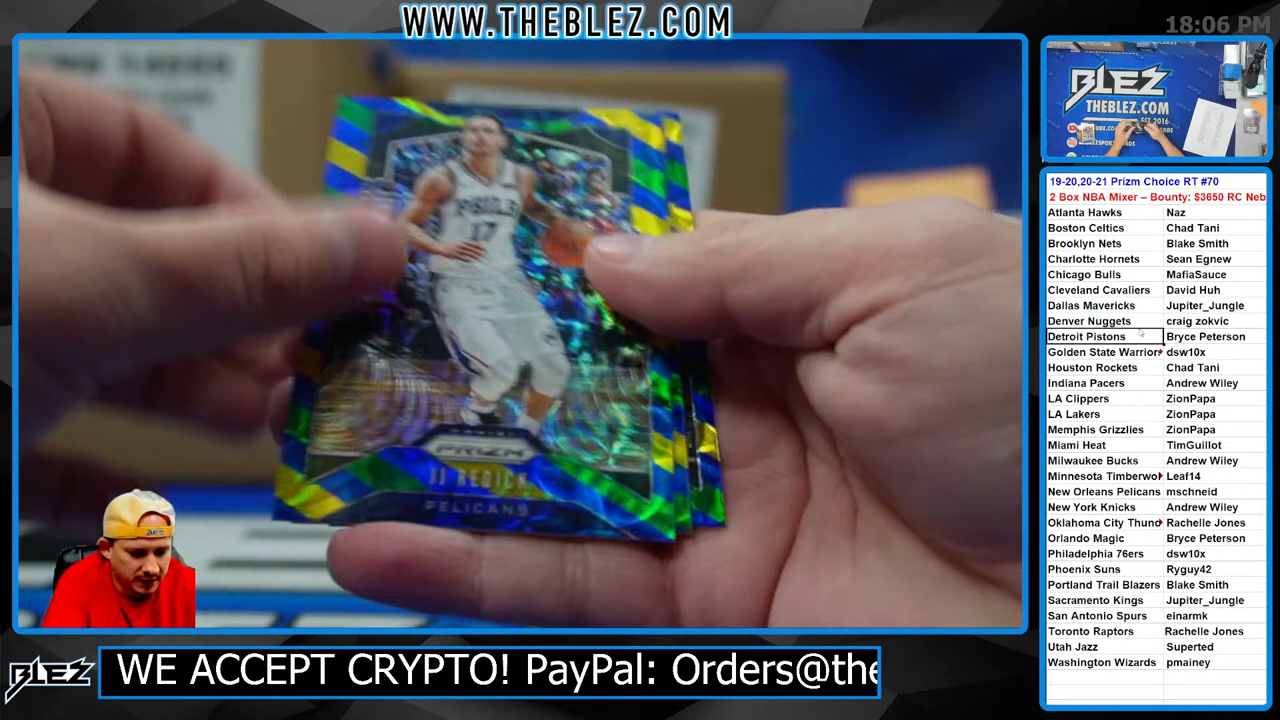 WWW.THEBLEZ.COM
18:06 PM
BLEZ
THEBLEZ.COM
EST 2016
19-20,20-21 Prizm Choice RT #70
2 Box NBA Mixer – Bounty: $3650 RC Neb
Atlanta Hawks Naz
Boston Celtics Chad Tani
Brooklyn Nets Blake Smith
Charlotte Hornets Sean Egnew
Chicago Bulls MafiaSauce
Cleveland Cavaliers David Huh
Dallas Mavericks Jupiter_Jungle
Denver Nuggets craig zokvic
Detroit Pistons Bryce Peterson
Golden State Warrior dsw10x
Houston Rockets Chad Tani
Indiana Pacers Andrew Wiley
LA Clippers ZionPapa
LA Lakers ZionPapa
Memphis Grizzlies ZionPapa
Miami Heat TimGuillot
Milwaukee Bucks Andrew Wiley
Minnesota Timberwo Leaf14
New Orleans Pelicans mschneid
New York Knicks Andrew Wiley
Oklahoma City Thund Rachelle Jones
Orlando Magic Bryce Peterson
Philadelphia 76ers dsw10x
Phoenix Suns Ryguy42
Portland Trail Blazers Blake Smith
Sacramento Kings Jupiter_Jungle
San Antonio Spurs einarmk
Toronto Raptors Rachelle Jones
Utah Jazz Superted
Washington Wizards pmainey
17
PRIZM
JJ REDICK
PELICANS
BLEZ
WE ACCEPT CRYPTO! PayPal: Orders@the